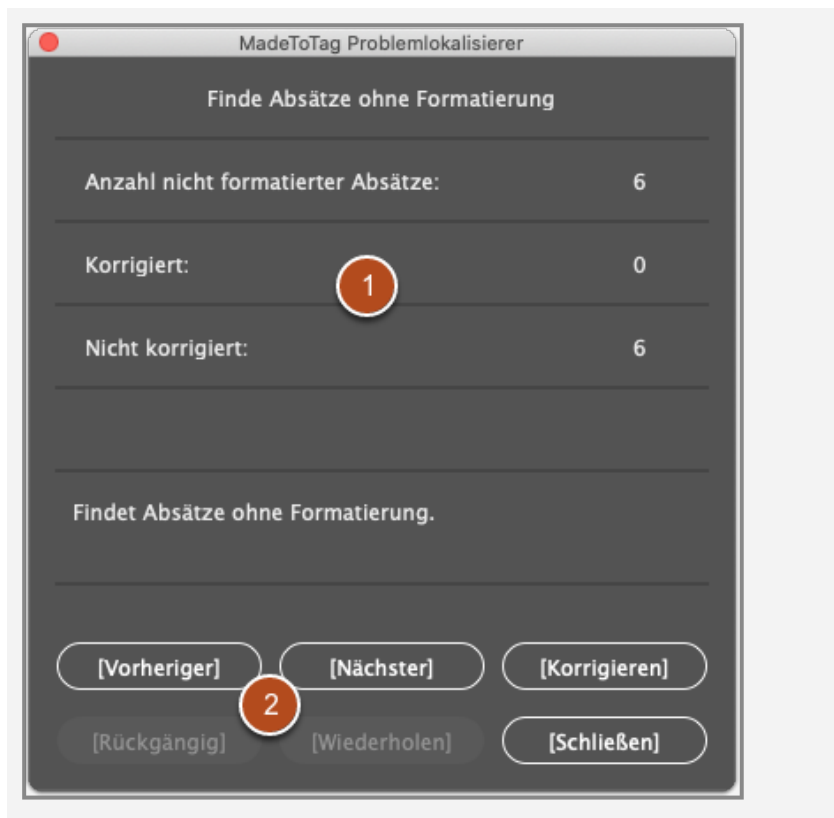 MadeToTag Problemlokalisierer
Finde Absätze ohne Formatierung
Anzahl nicht formatierter Absätze: 6
Korrigiert: 0
1
Nicht korrigiert: 6
Findet Absätze ohne Formatierung.
[Vorheriger] [Nächster] [Korrigieren]
2
[Rückgängig] [Wiederholen] [Schließen]